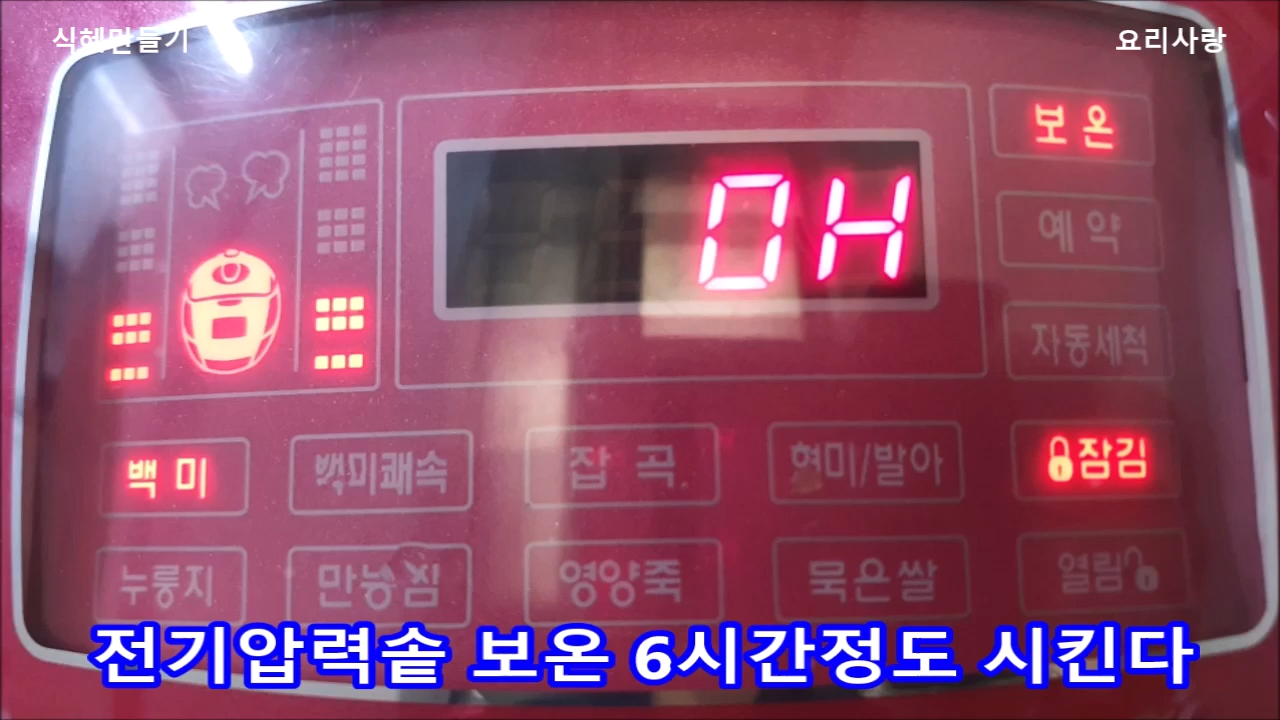 식혜만들기
요리사랑
0H
보온
예약
자동세척
백미
백미쾌속
잡곡
현미/발아
잠김
누룽지
만능찜
영양죽
묵은쌀
열림
전기압력솥 보온 6시간정도 시킨다